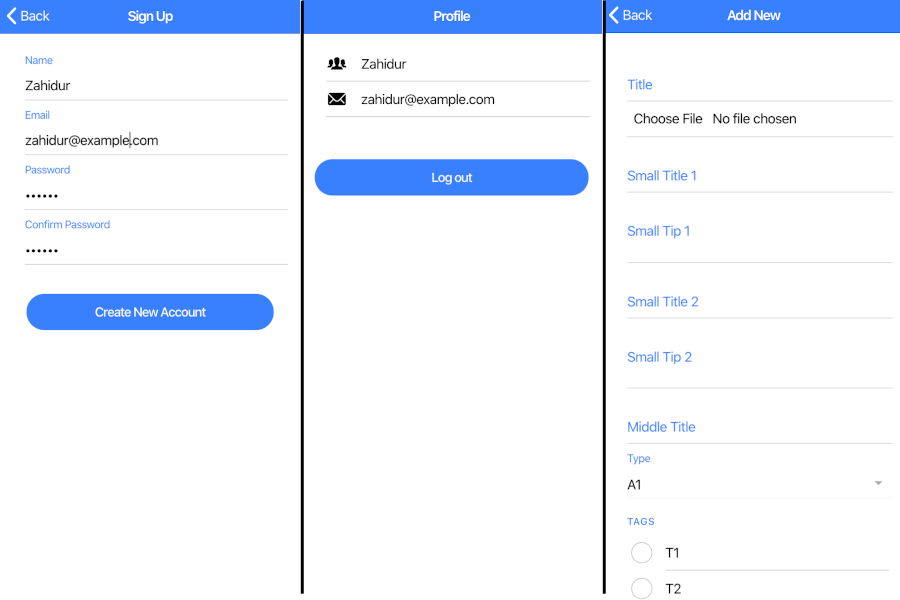 Back
Sign Up
Name
Zahidur
Email
zahidur@example.com
Password
••••••
Confirm Password
••••••
Create New Account
Profile
Zahidur
zahidur@example.com
Log out
Back
Add New
Title
Choose File No file chosen
Small Title 1
Small Tip 1
Small Title 2
Small Tip 2
Middle Title
Type
A1
TAGS
T1
T2